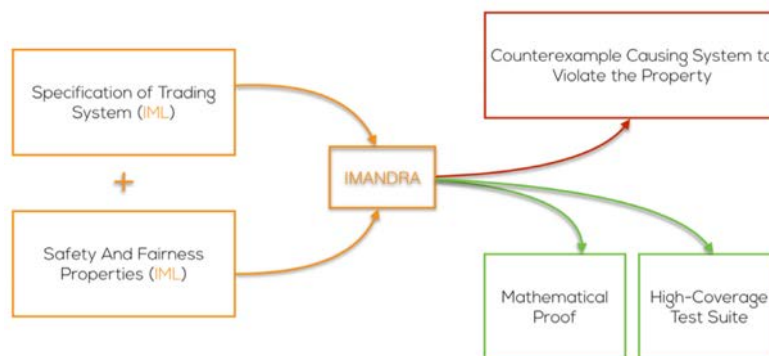 Specification of Trading
System (IML)
+
Safety And Fairness
Properties (IML)
IMANDRA
Counterexample Causing System to
Violate the Property
Mathematical
Proof
High-Coverage
Test Suite